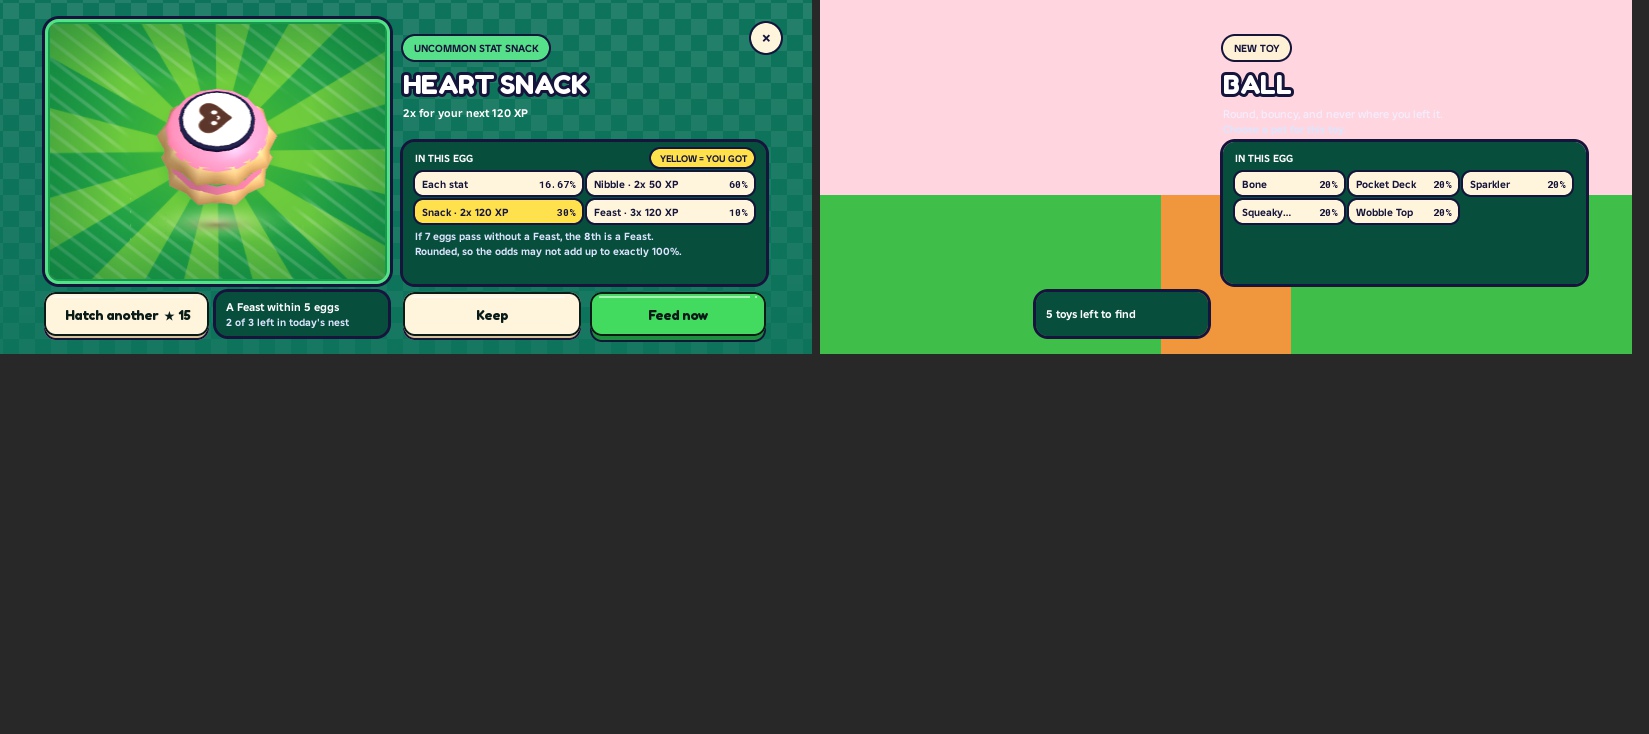 UNCOMMON STAT SNACK
×
HEART SNACK
2x for your next 120 XP
IN THIS EGG
YELLOW = YOU GOT
Each stat 16.67%
Nibble · 2x 50 XP 60%
Snack · 2x 120 XP 30%
Feast · 3x 120 XP 10%
If 7 eggs pass without a Feast, the 8th is a Feast.
Rounded, so the odds may not add up to exactly 100%.
Hatch another ★ 15
A Feast within 5 eggs
2 of 3 left in today's nest
Keep
Feed now
NEW TOY
BALL
Round, bouncy, and never where you left it.
IN THIS EGG
Bone 20%
Pocket Deck 20%
Sparkler 20%
Squeaky... 20%
Wobble Top 20%
5 toys left to find